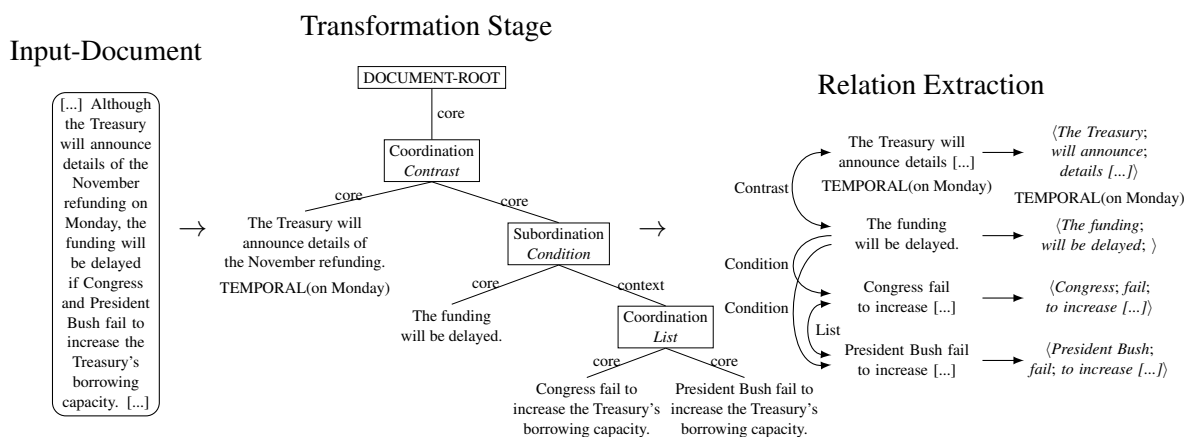 Input-Document
[...] Although
the Treasury
will announce
details of the
November
refunding on
Monday, the
funding will
be delayed
if Congress
and President
Bush fail to
increase the
Treasury's
borrowing
capacity. [...]
→
Transformation Stage
DOCUMENT-ROOT
core
Coordination
Contrast
core
core
The Treasury will
announce details of
the November refunding.
TEMPORAL(on Monday)
Subordination
Condition
core
context
The funding
will be delayed.
Coordination
List
core
core
Congress fail to
increase the Treasury's
borrowing capacity.
President Bush fail to
increase the Treasury's
borrowing capacity.
→
Relation Extraction
Contrast
Condition
Condition
List
The Treasury will
announce details [...]
TEMPORAL(on Monday)
⟨The Treasury;
will announce;
details [...]⟩
TEMPORAL(on Monday)
The funding
will be delayed.
⟨The funding;
will be delayed; ⟩
Congress fail
to increase [...]
⟨Congress; fail;
to increase [...]⟩
President Bush fail
to increase [...]
⟨President Bush;
fail; to increase [...]⟩